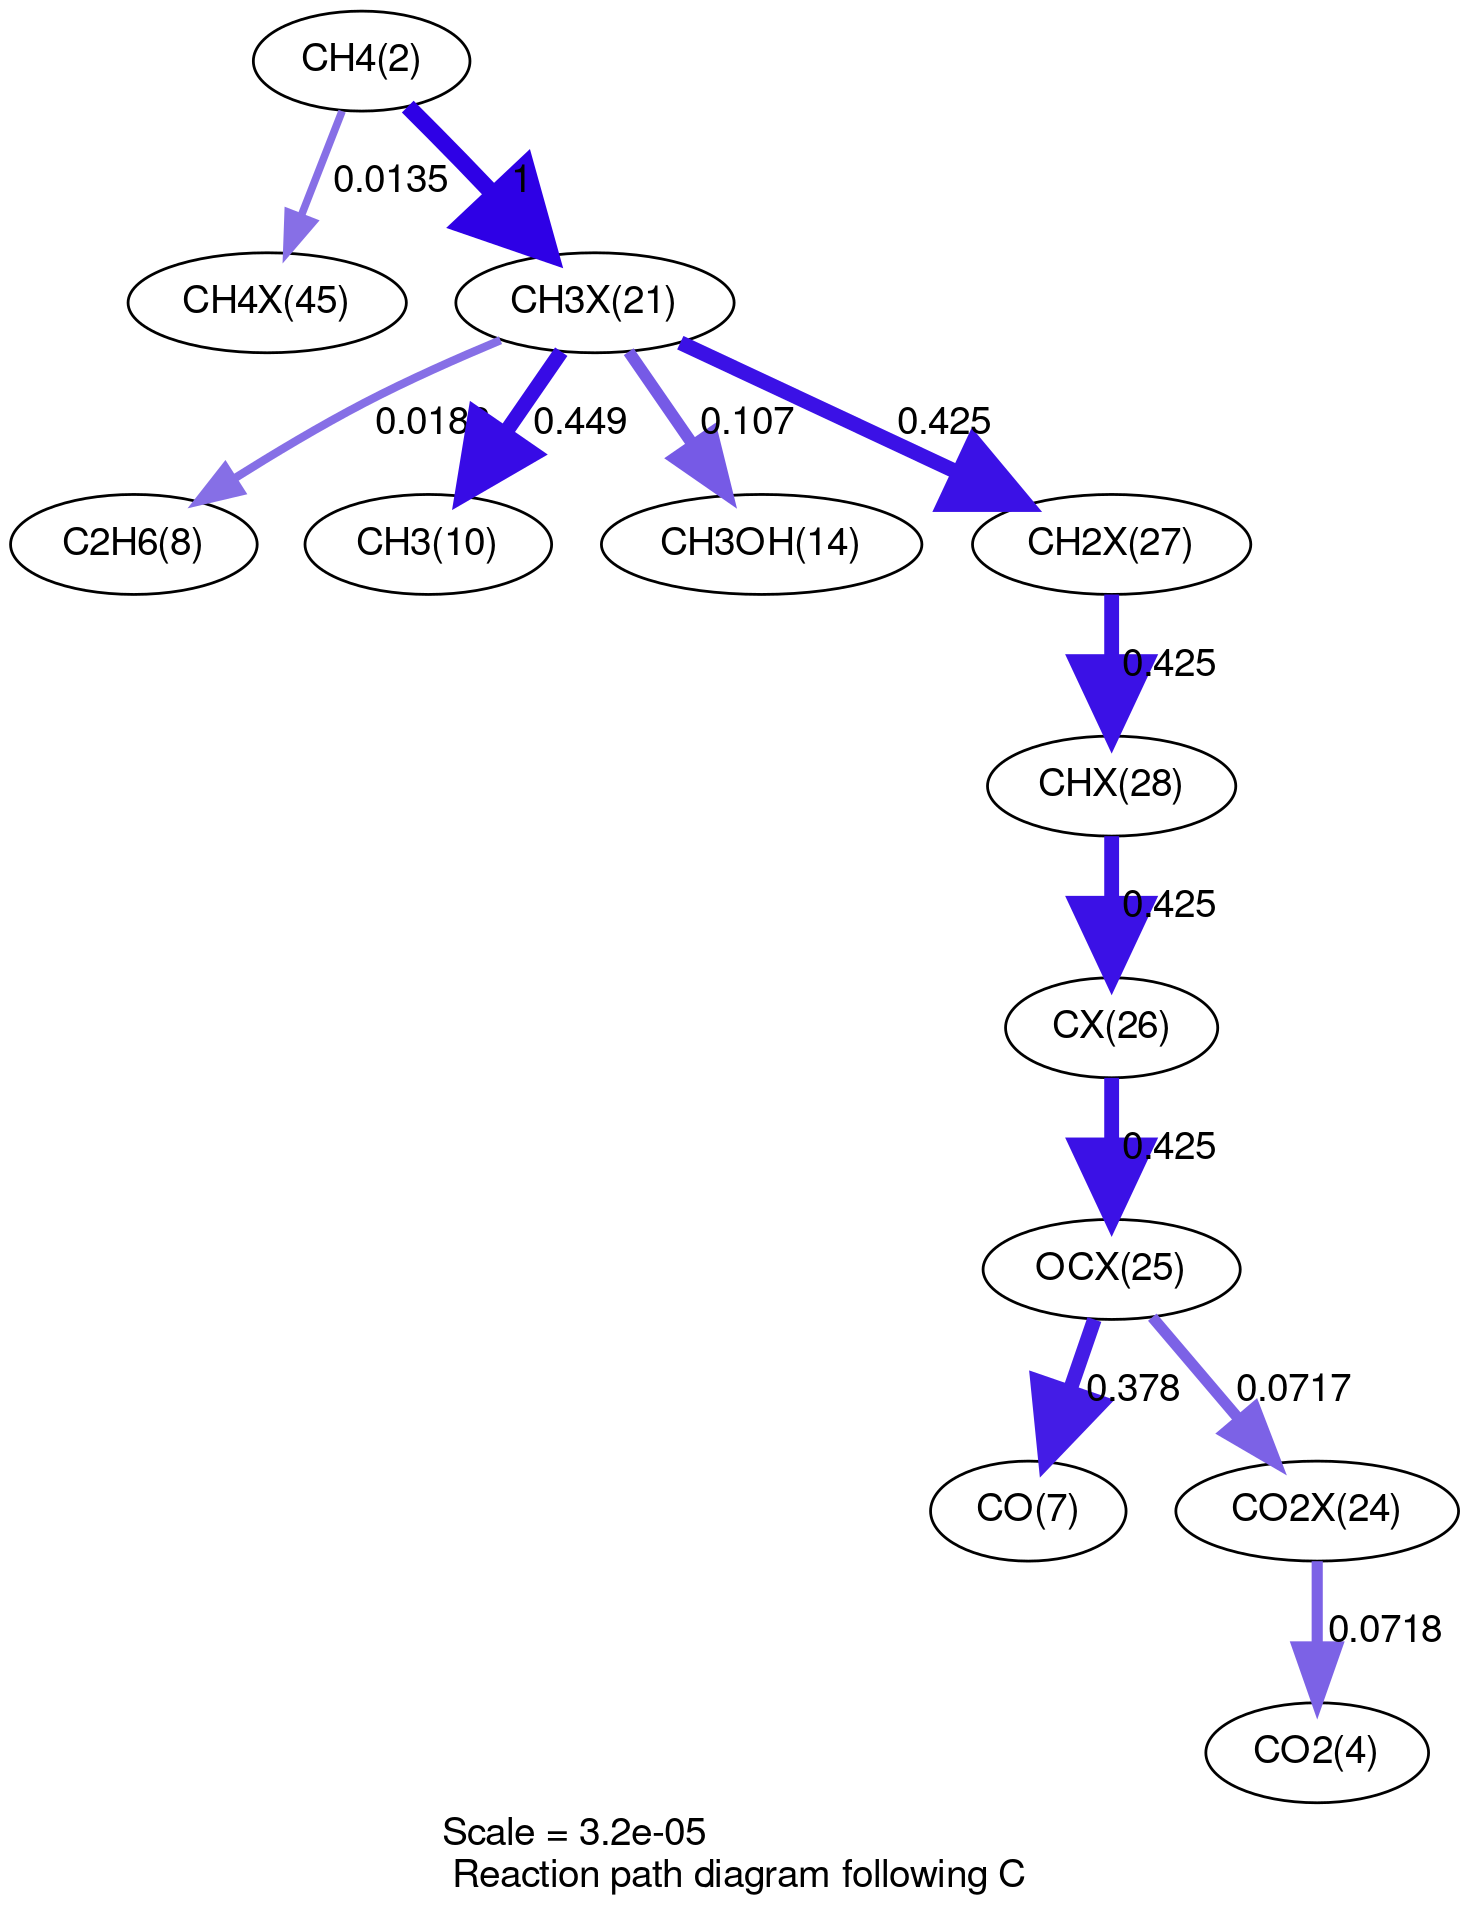 CH4(2)
0.0135
1
CH4X(45)
CH3X(21)
0.449
0.107
0.425
C2H6(8)
CH3(10)
CH3OH(14)
CH2X(27)
0.425
CHX(28)
0.425
CX(26)
0.425
OCX(25)
0.378
0.0717
CO(7)
CO2X(24)
0.0718
CO2(4)
Scale = 3.2e-05
Reaction path diagram following C